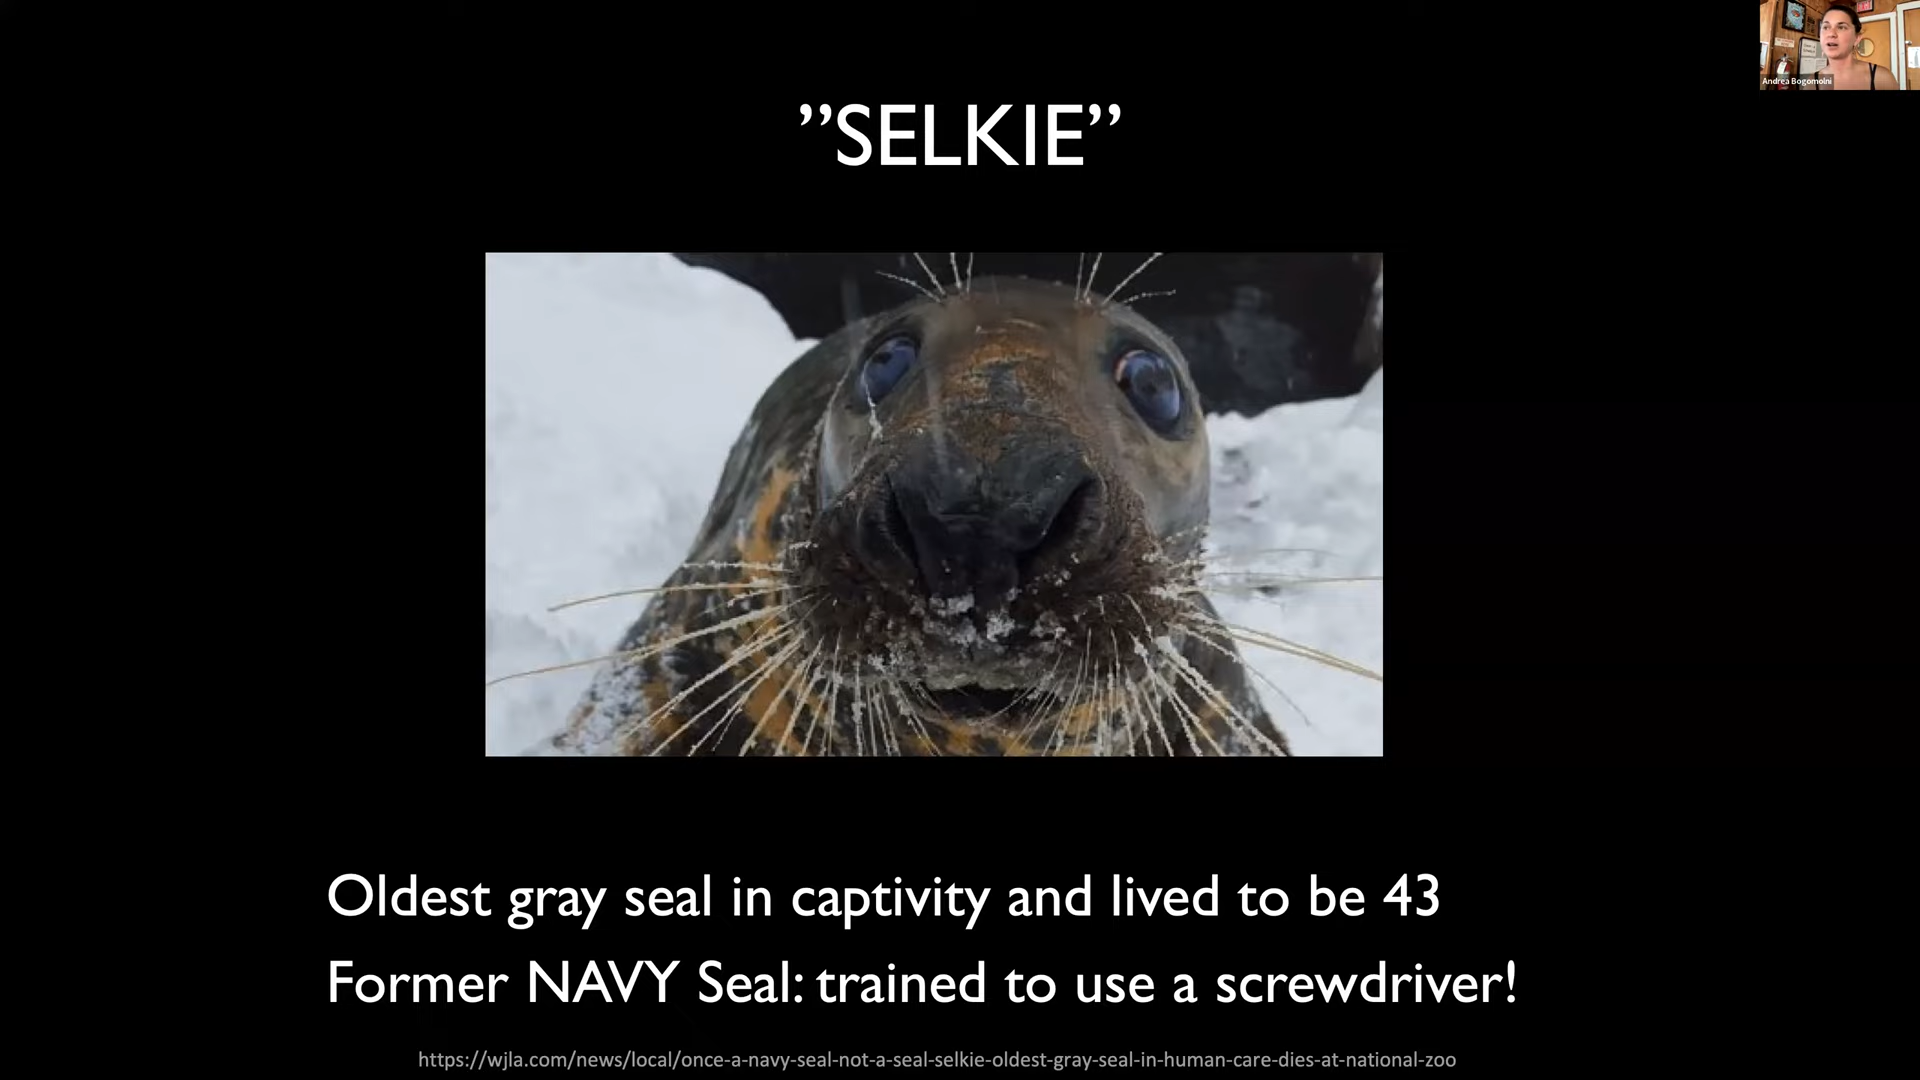 ”SELKIE”
Andrea Bogomolni
Oldest gray seal in captivity and lived to be 43
Former NAVY Seal: trained to use a screwdriver!
https://wjla.com/news/local/once-a-navy-seal-not-a-seal-selkie-oldest-gray-seal-in-human-care-dies-at-national-zoo